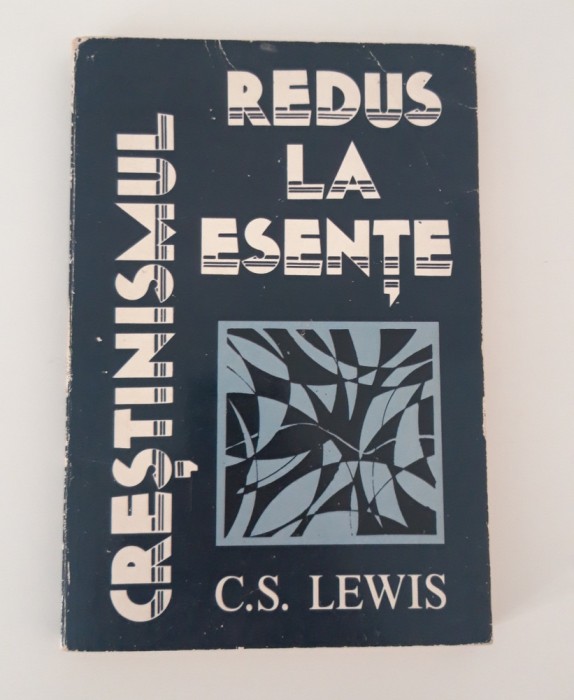 CREȘTINISMUL
REDUS
LA
ESENȚE
C.S. LEWIS